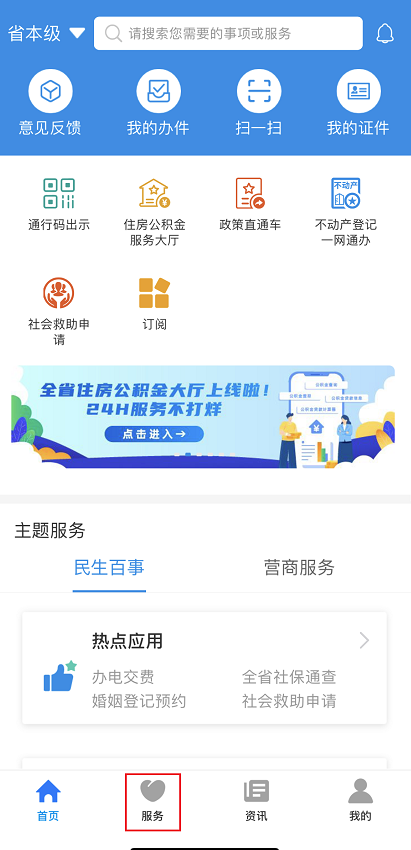 省本级
请搜索您需要的事项或服务
意见反馈
我的办件
扫一扫
我的证件
通行码出示
住房公积金
服务大厅
政策直通车
不动产
不动产登记
一网通办
社会救助申
请
订阅
全省住房公积金大厅上线啦!
24H服务不打烊
点击进入→
主题服务
民生百事
营商服务
热点应用
办电交费
全省社保通查
婚姻登记预约
社会救助申请
首页
服务
资讯
我的